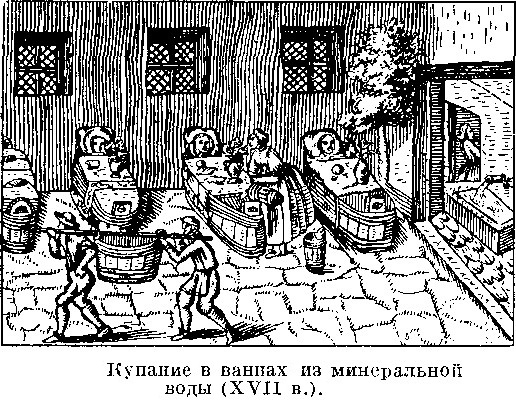 Купание в ваннах из минеральной
воды (XVII в.).